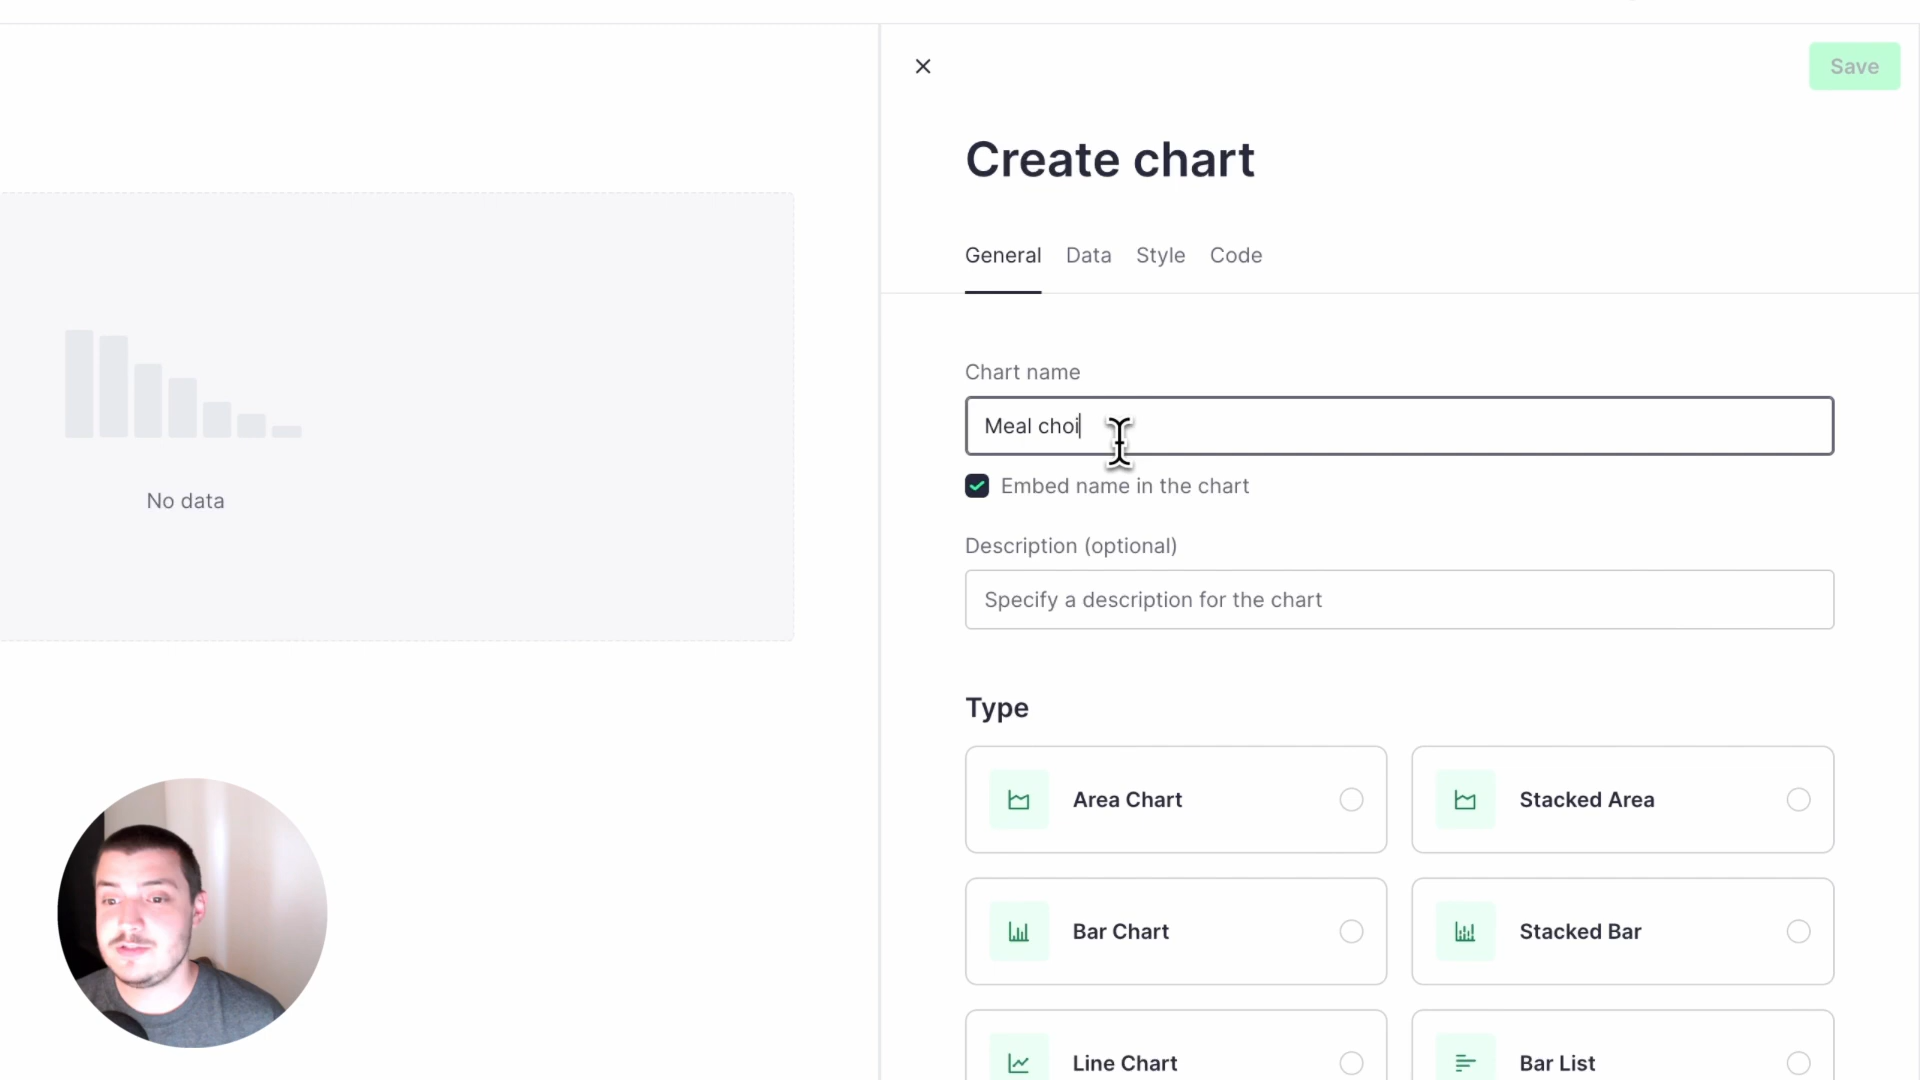 Save
Create chart
General Data Style Code
Chart name
Meal choi
Embed name in the chart
Description (optional)
Specify a description for the chart
No data
Type
Area Chart
Stacked Area
Bar Chart
Stacked Bar
Line Chart
Bar List